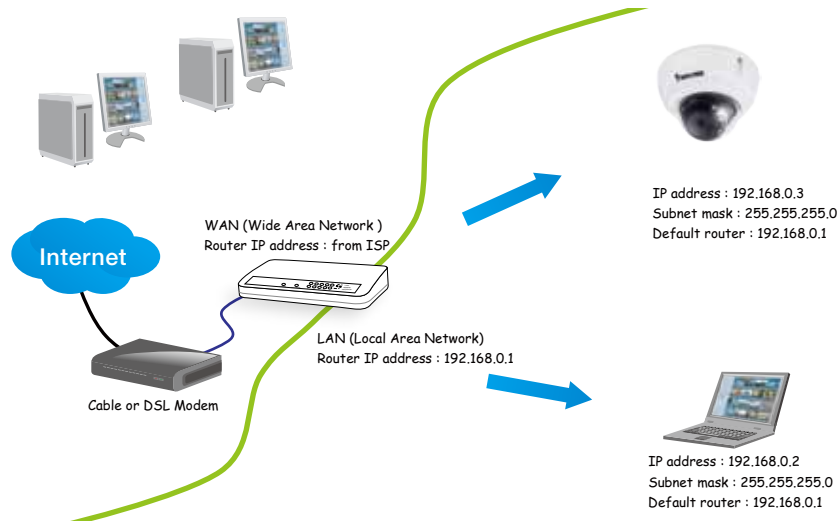 WAN (Wide Area Network )
Router IP address : from ISP
Internet
LAN (Local Area Network)
Router IP address : 192.168.0.1
Cable or DSL Modem
IP address : 192.168.0.3
Subnet mask : 255.255.255.0
Default router : 192.168.0.1
IP address : 192.168.0.2
Subnet mask : 255.255.255.0
Default router : 192.168.0.1